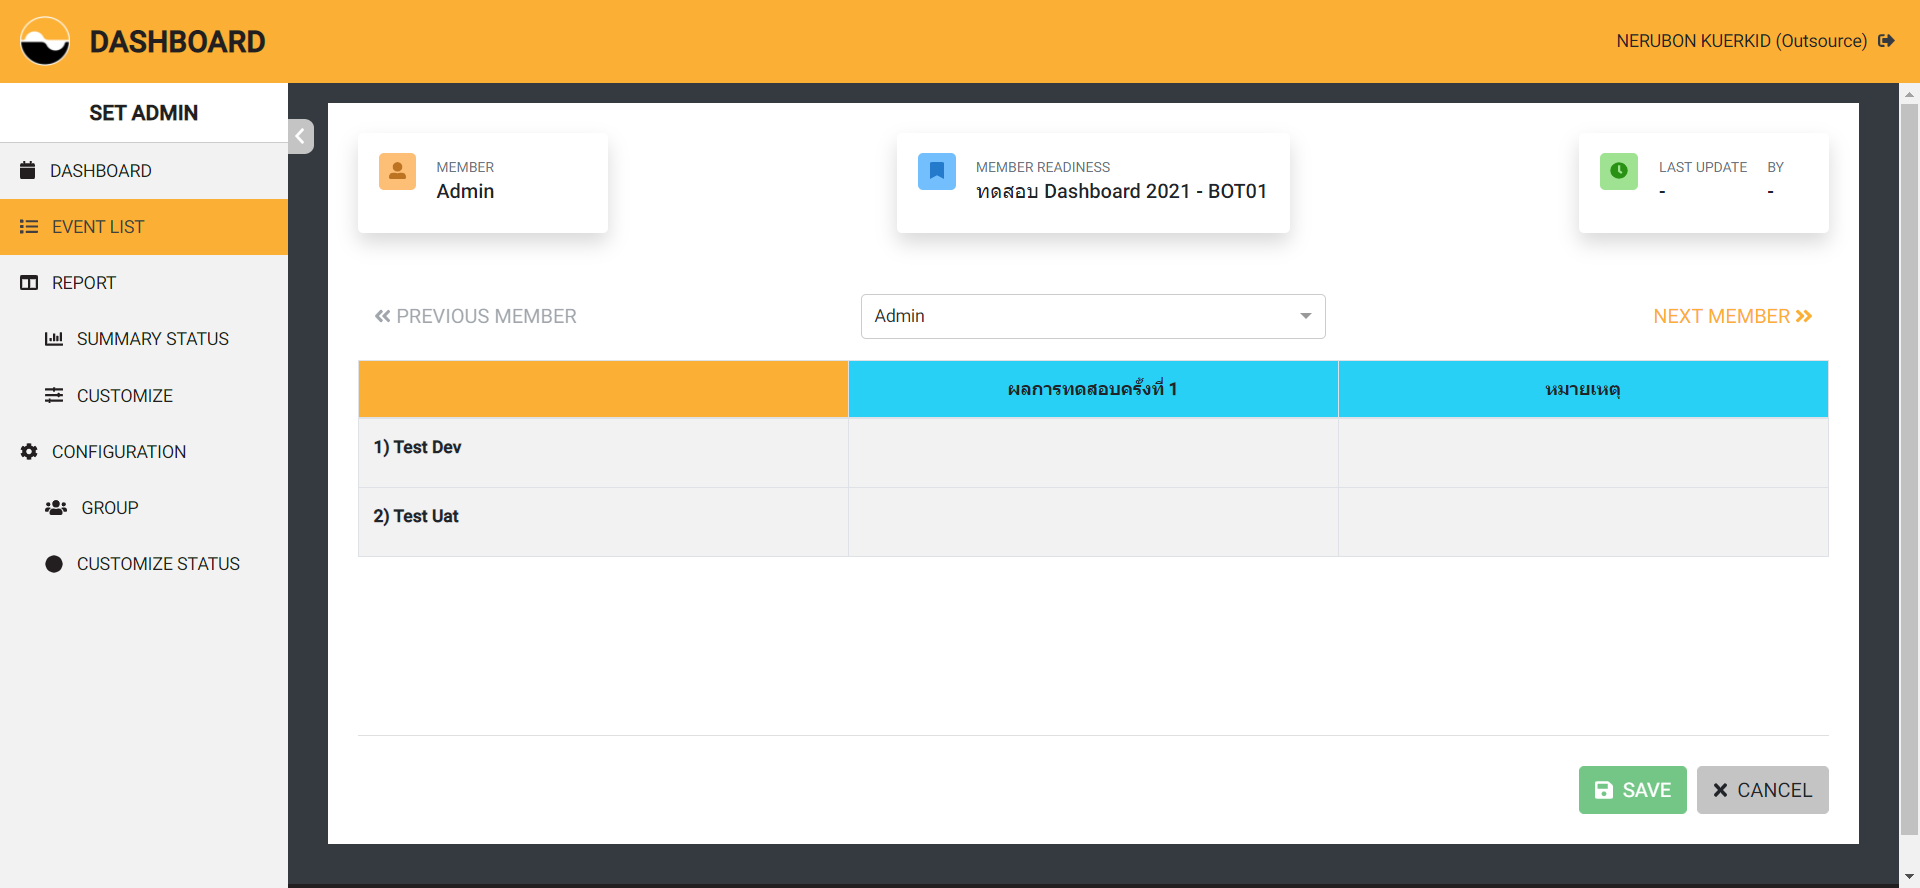 DASHBOARD
NERUBON KUERKID (Outsource)
SET ADMIN
DASHBOARD
EVENT LIST
REPORT
SUMMARY STATUS
CUSTOMIZE
CONFIGURATION
GROUP
CUSTOMIZE STATUS
MEMBER
Admin
MEMBER READINESS
ทดสอบ Dashboard 2021 - BOT01
LAST UPDATE BY
- -
PREVIOUS MEMBER
Admin
NEXT MEMBER
ผลการทดสอบครั้งที่ 1
หมายเหตุ
1) Test Dev
2) Test Uat
SAVE
CANCEL